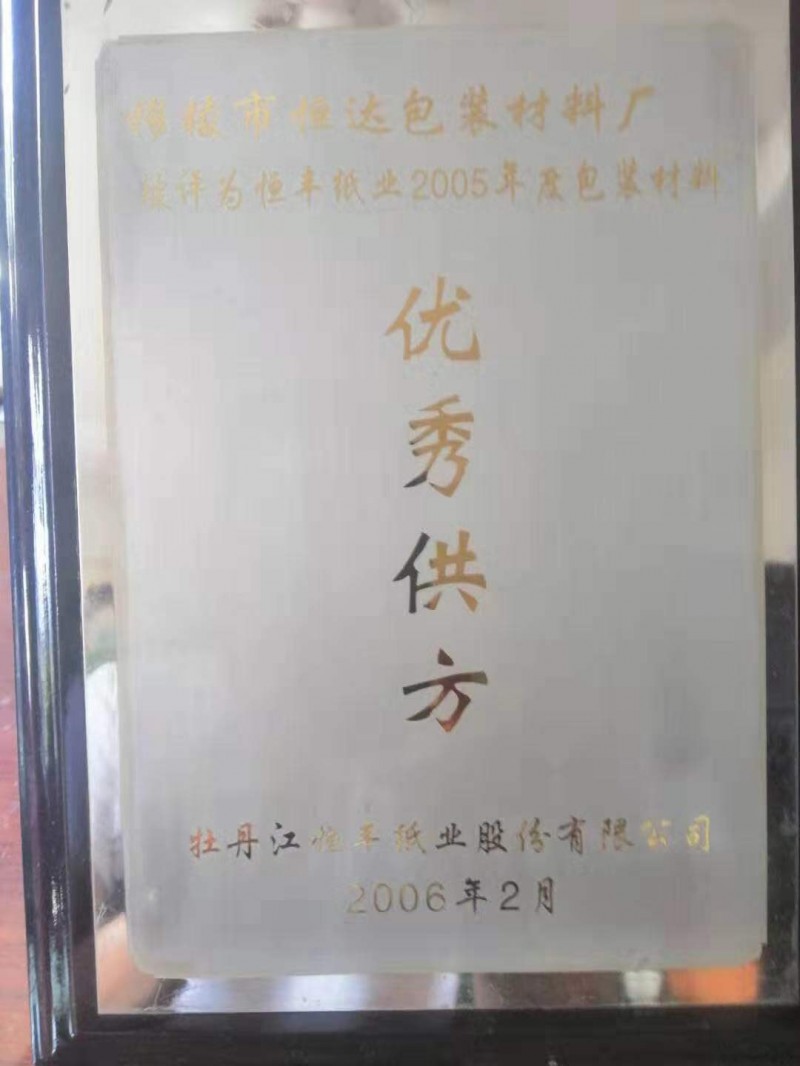 穆棱市恒达包装材料厂
被评为恒丰纸业2005年度包装材料
优
秀
供
方
牡丹江恒丰纸业股份有限公司
2006年2月